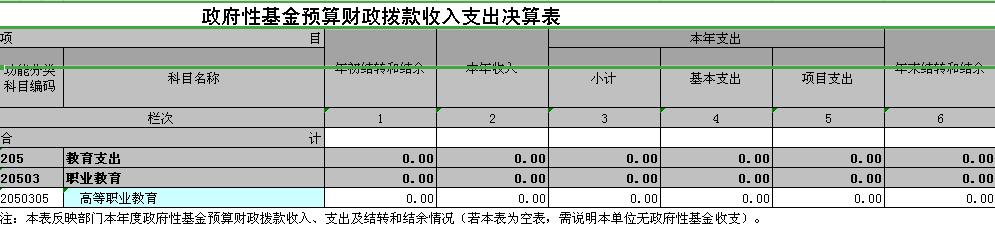 政府性基金预算财政拨款收入支出决算表
项 目 年初结转和结余 本年收入 本年支出 年末结转和结余
功能分类科目编码 科目名称 小计 基本支出 项目支出
栏次 1 2 3 4 5 6
合 计
205 教育支出 0.00 0.00 0.00 0.00 0.00 0.00
20503 职业教育 0.00 0.00 0.00 0.00 0.00 0.00
2050305 高等职业教育 0.00 0.00 0.00 0.00 0.00 0.00
注：本表反映部门本年度政府性基金预算财政拨款收入、支出及结转和结余情况（若本表为空表，需说明本单位无政府性基金收支）。